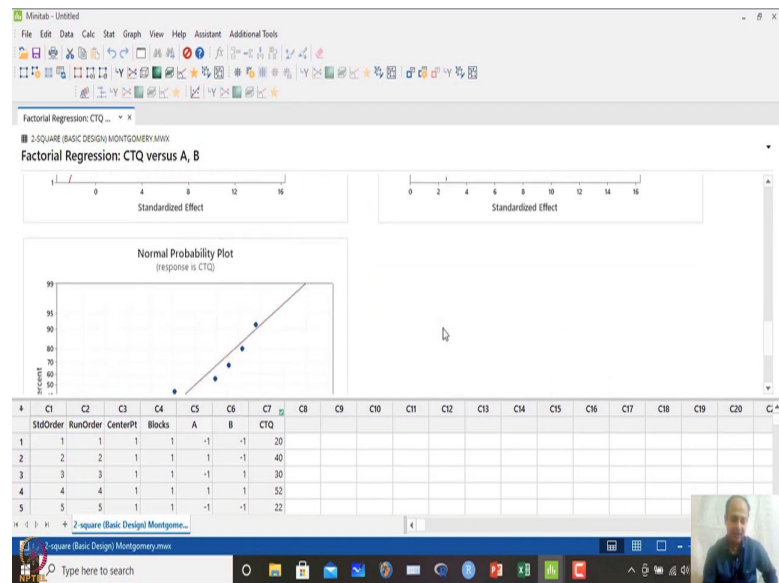 Minitab - Untitled
File Edit Data Calc Stat Graph View Help Assistant Additional Tools
Factorial Regression: CTQ ...
2-SQUARE (BASIC DESIGN) MONTGOMERY.MWX
Factorial Regression: CTQ versus A, B
1
0 4 8 12 16
0 2 4 6 8 10 12 14 16
Standardized Effect
Standardized Effect
Normal Probability Plot
(response is CTQ)
99
95
90
80
70
60
50
C1 C2 C3 C4 C5 C6 C7 C8 C9 C10 C11 C12 C13 C14 C15 C16 C17 C18 C19 C20
StdOrder RunOrder CenterPt Blocks A B CTQ
1 1 1 1 1 -1 -1 20
2 2 2 1 1 1 -1 40
3 3 3 1 1 -1 1 30
4 4 4 1 1 1 1 52
5 5 5 1 1 -1 -1 22
2-square (Basic Design) Montgome...
2-square (Basic Design) Montgomery.mwx
Type here to search
NPTEL